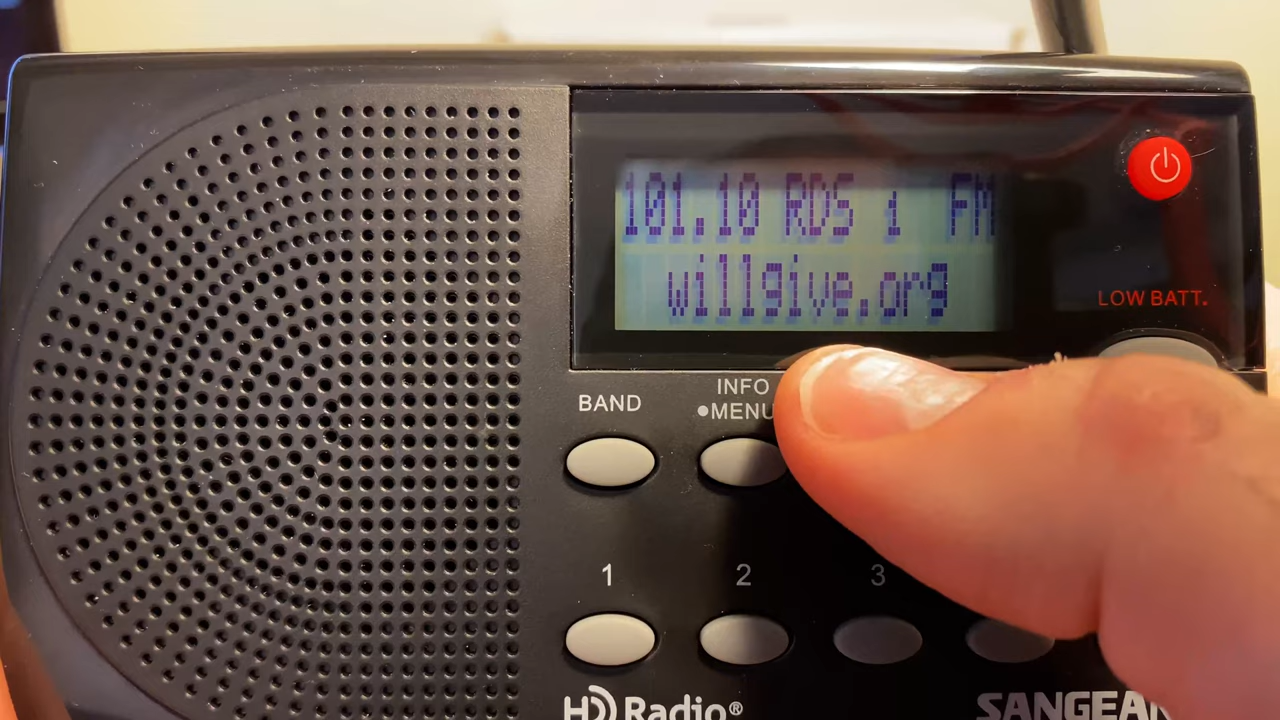 101.10 RDS i FM
willgive.org
LOW BATT.
BAND
INFO
•MENU
1 2 3
HD Radio®
SANGEAN